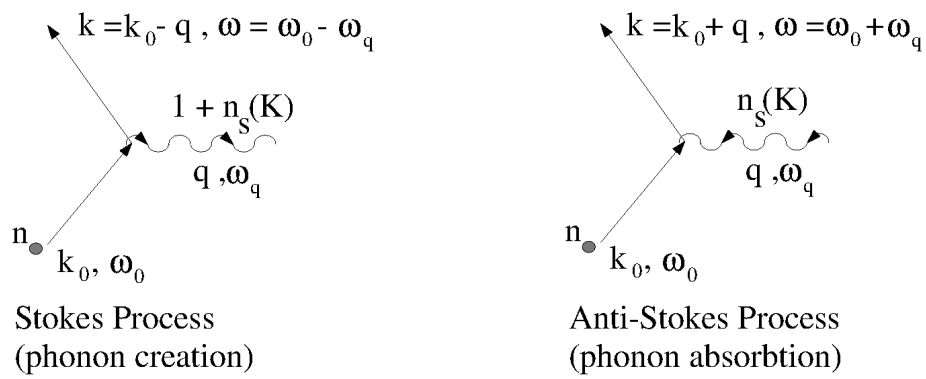 k =k₀- q , ω = ω₀ - ω_q
1 + n_s(K)
q ,ω_q
n
k₀, ω₀
Stokes Process
(phonon creation)
k=k₀+ q , ω =ω₀+ω_q
n_s(K)
q ,ω_q
n
k₀, ω₀
Anti-Stokes Process
(phonon absorbtion)